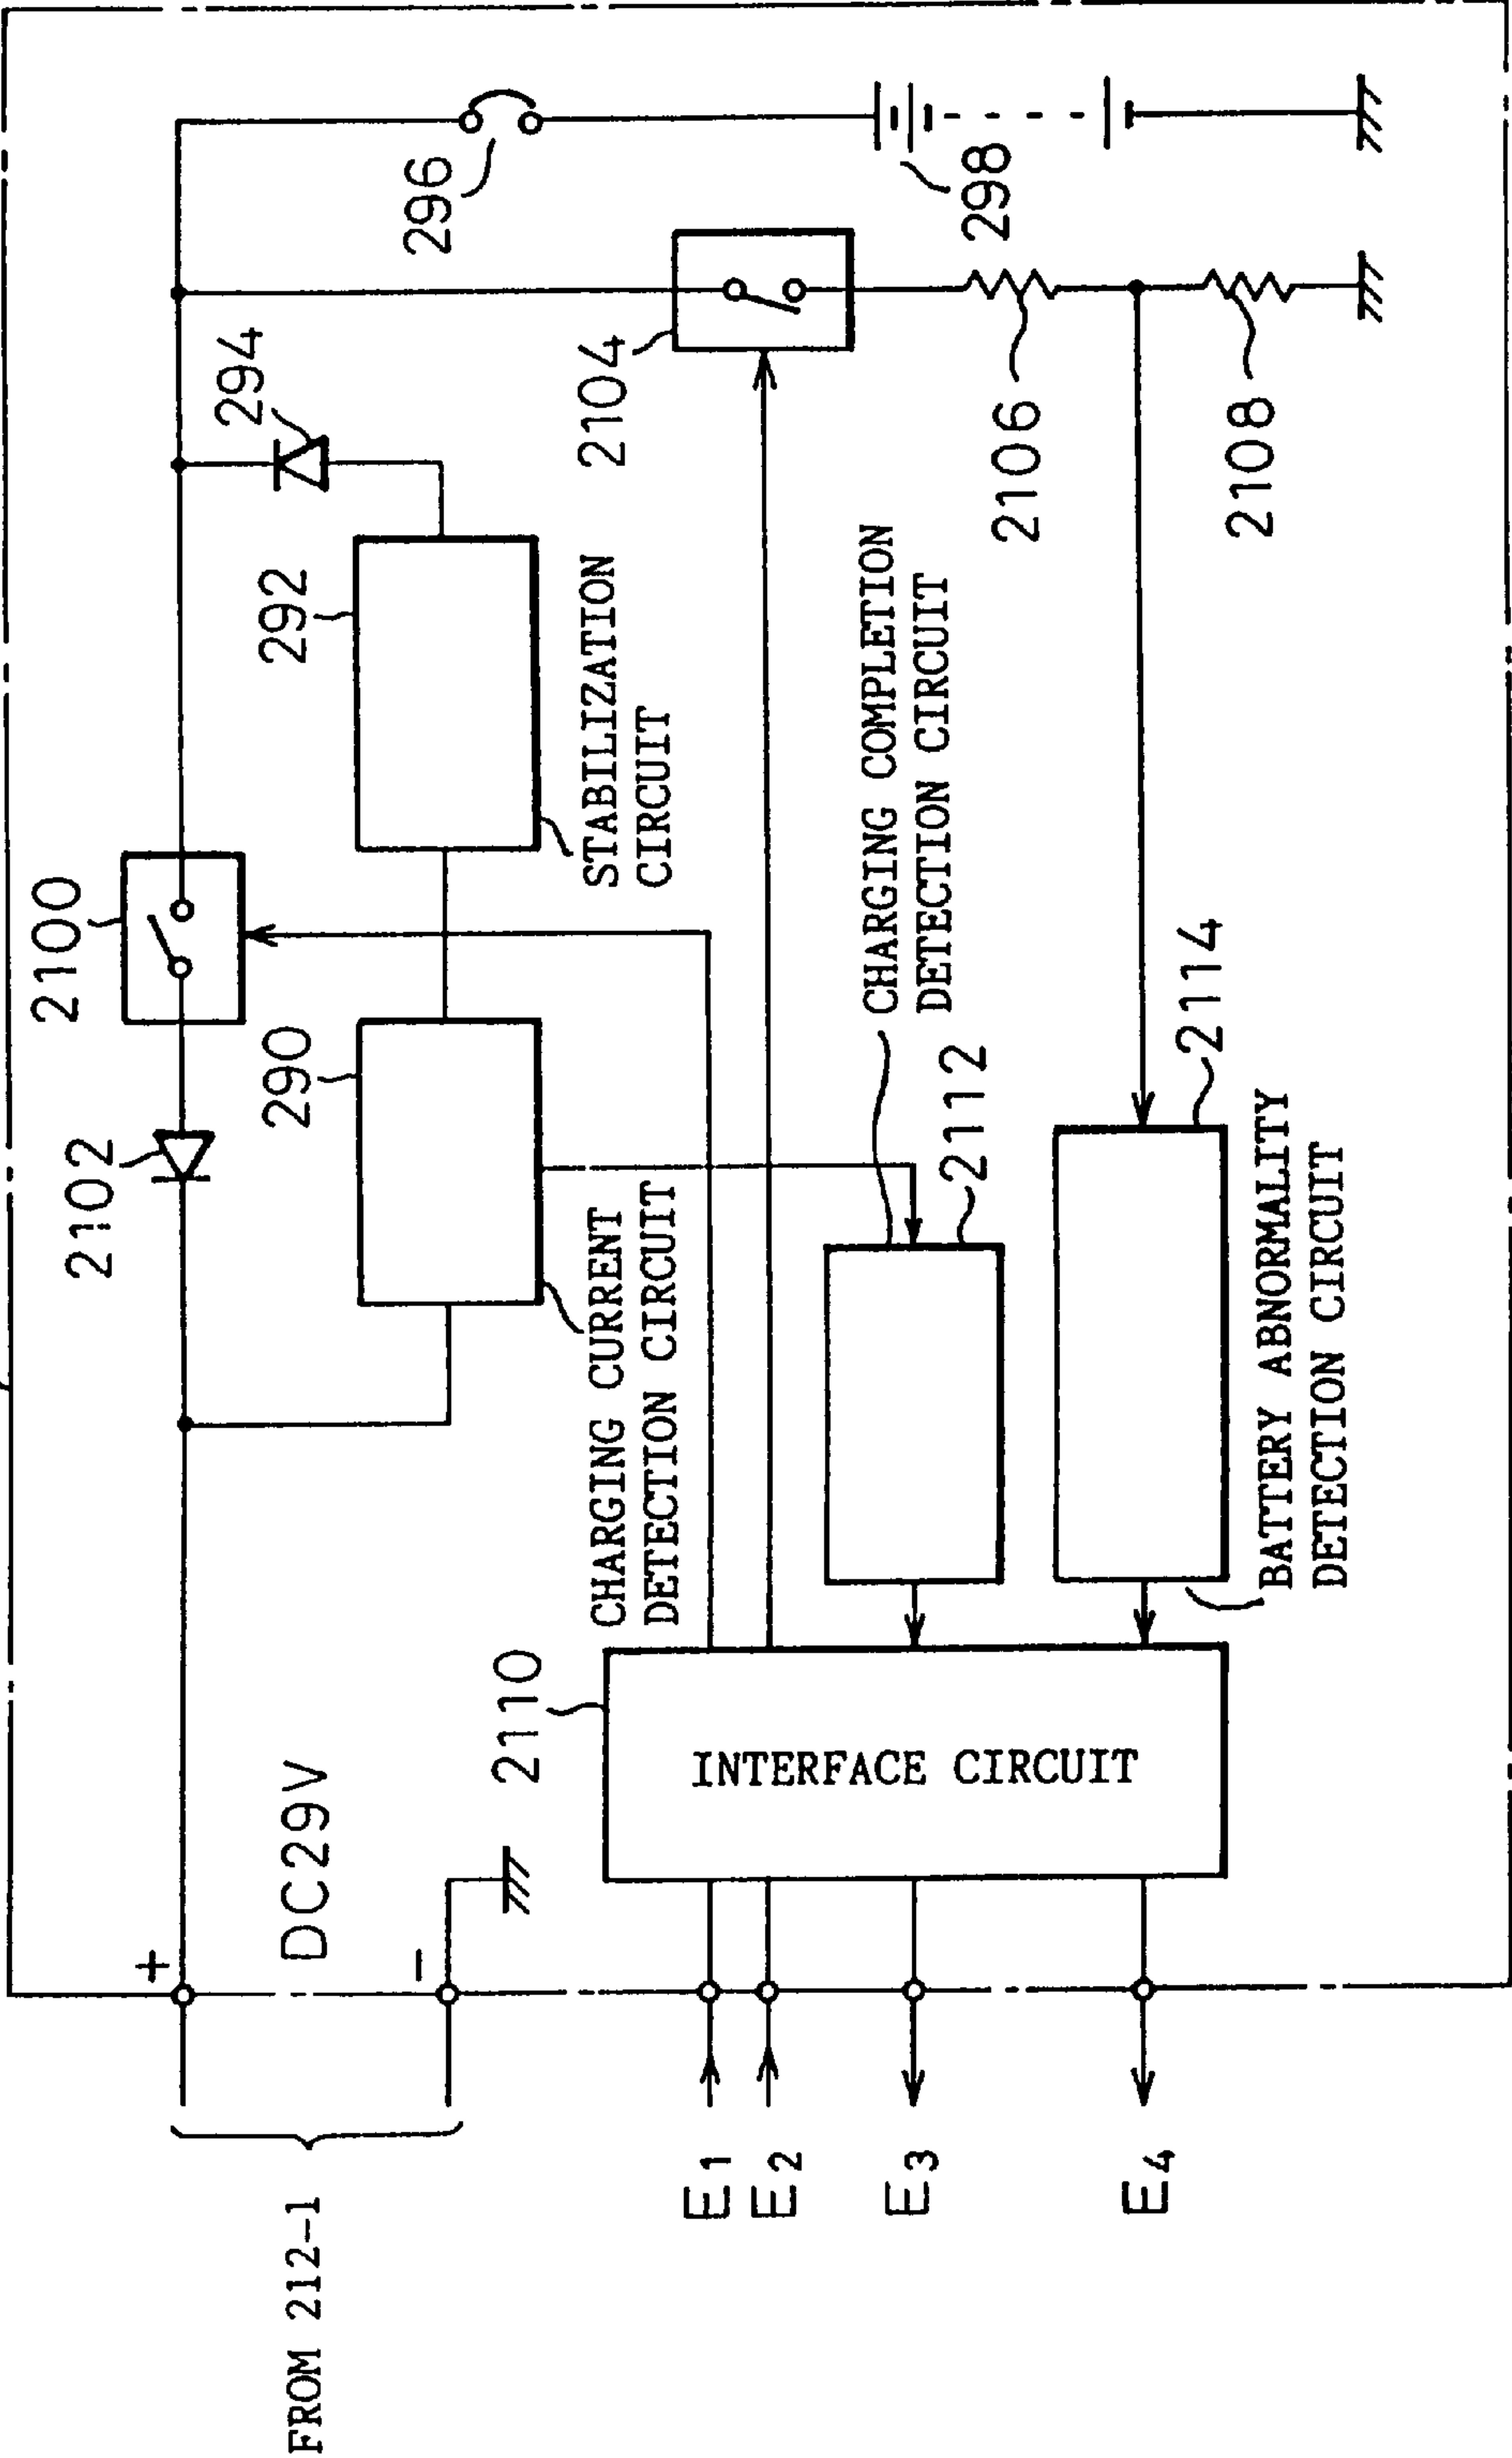 FROM 212-1
+
DC29V
-
2102
2100
290
CHARGING CURRENT
DETECTION CIRCUIT
292
STABILIZATION
CIRCUIT
294
296
298
2104
2106
2108
2110
INTERFACE CIRCUIT
2112
CHARGING COMPLETION
DETECTION CIRCUIT
2114
BATTERY ABNORMALITY
DETECTION CIRCUIT
E1
E2
E3
E4